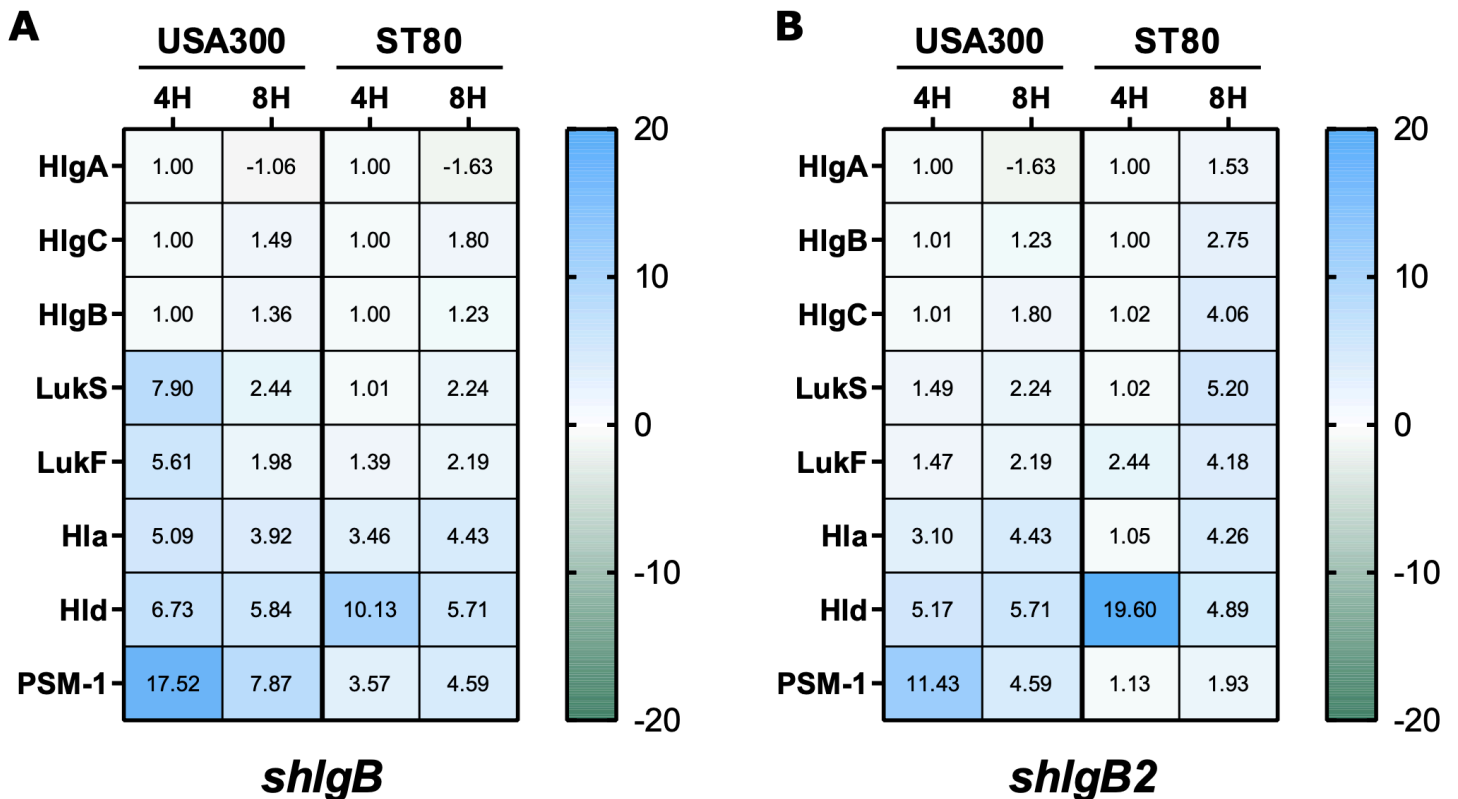 A
USA300 ST80
4H 8H 4H 8H
HlgA 1.00 -1.06 1.00 -1.63
HlgC 1.00 1.49 1.00 1.80
HlgB 1.00 1.36 1.00 1.23
LukS 7.90 2.44 1.01 2.24
LukF 5.61 1.98 1.39 2.19
Hla 5.09 3.92 3.46 4.43
Hld 6.73 5.84 10.13 5.71
PSM-1 17.52 7.87 3.57 4.59
20
10
0
-10
-20
shlgB
B
USA300 ST80
4H 8H 4H 8H
HlgA 1.00 -1.63 1.00 1.53
HlgB 1.01 1.23 1.00 2.75
HlgC 1.01 1.80 1.02 4.06
LukS 1.49 2.24 1.02 5.20
LukF 1.47 2.19 2.44 4.18
Hla 3.10 4.43 1.05 4.26
Hld 5.17 5.71 19.60 4.89
PSM-1 11.43 4.59 1.13 1.93
20
10
0
-10
-20
shlgB2